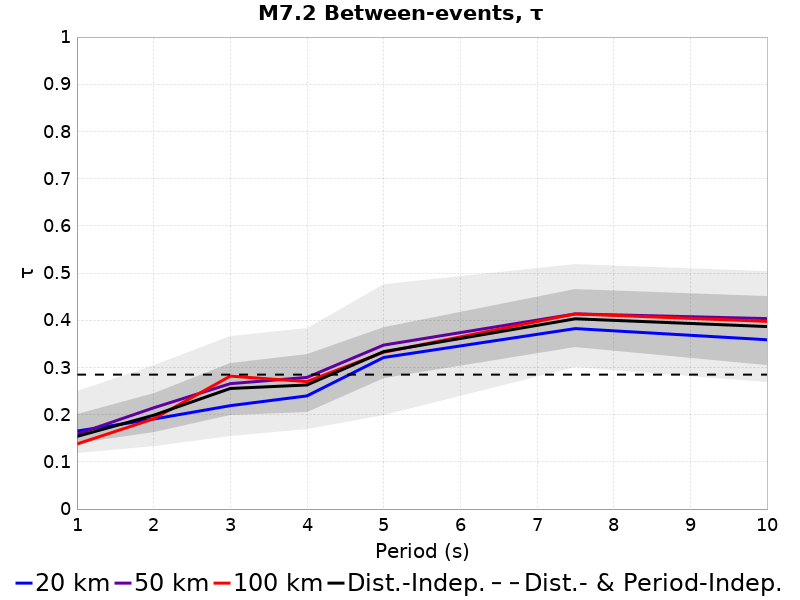 M7.2 Between-events, τ
1
0.9
0.8
0.7
0.6
0.5
0.4
0.3
0.2
0.1
0
τ
1 2 3 4 5 6 7 8 9 10
Period (s)
20 km 50 km 100 km Dist.-Indep. Dist.- & Period-Indep.